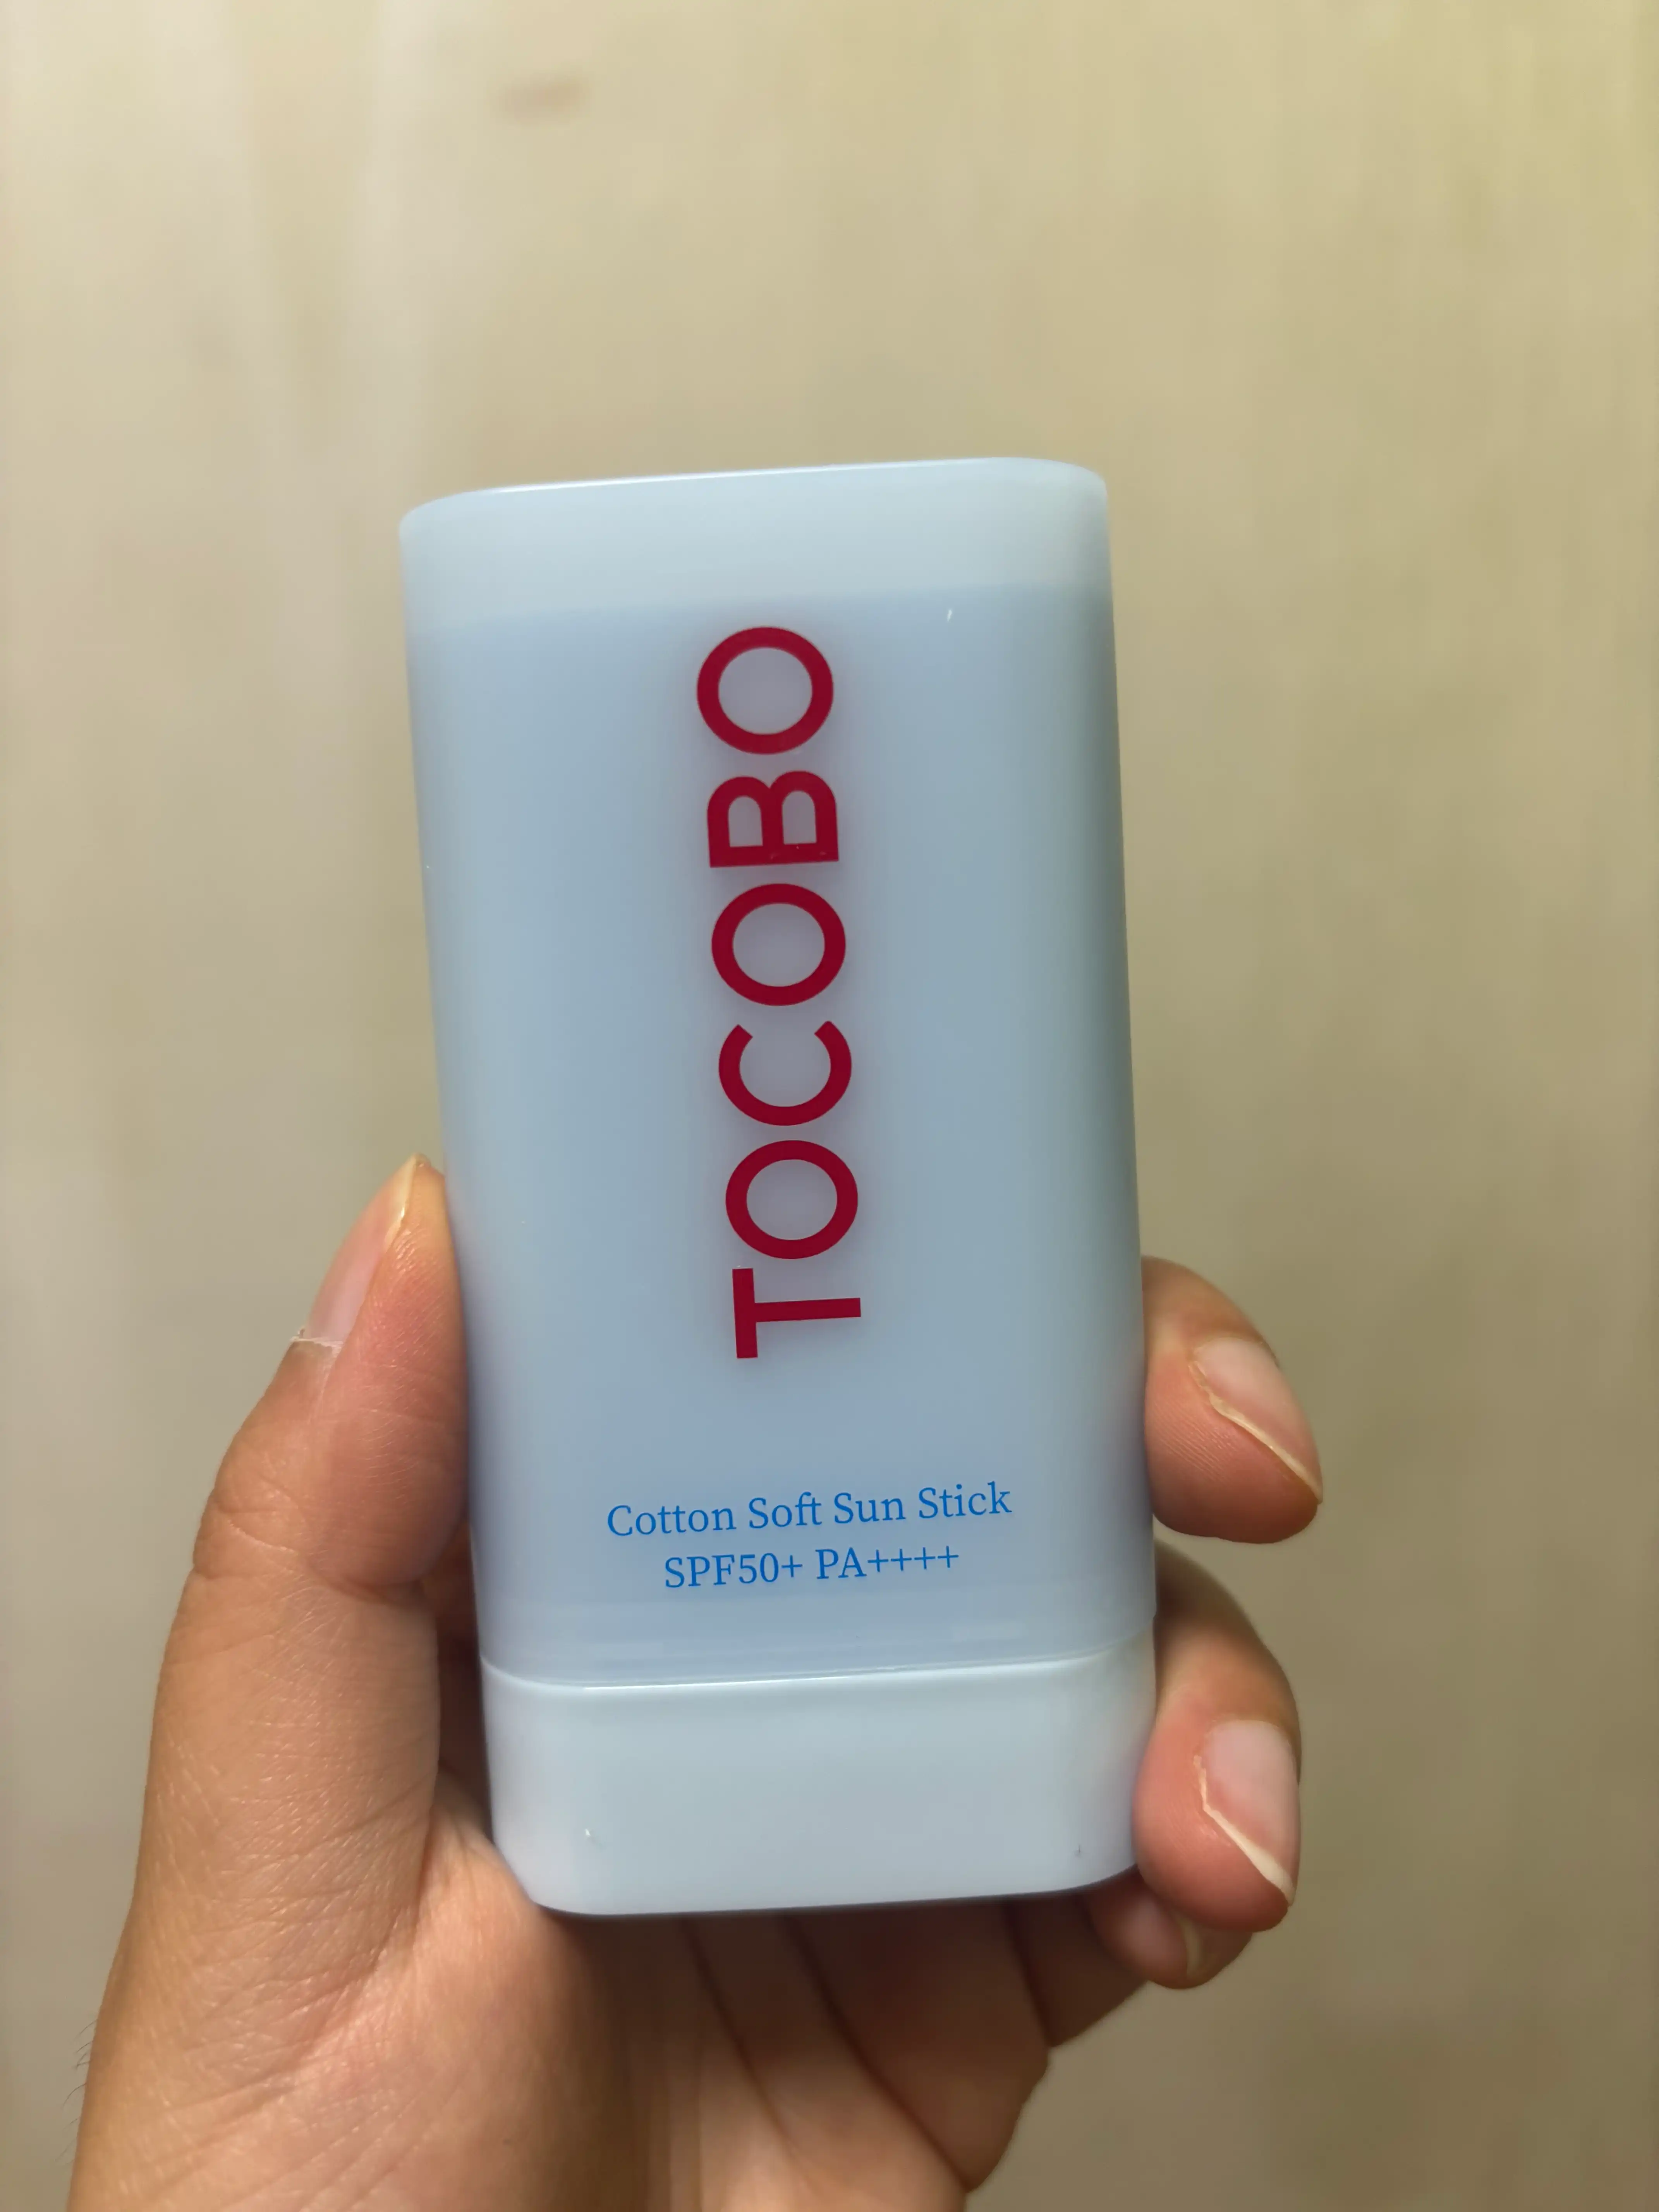 TOCOBO
Cotton Soft Sun Stick
SPF50+ PA++++